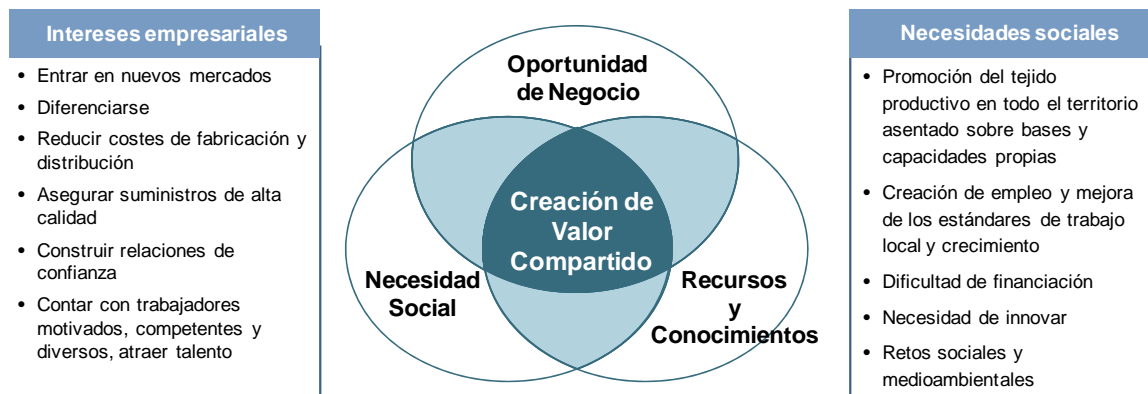 Intereses empresariales
• Entrar en nuevos mercados
• Diferenciarse
• Reducir costes de fabricación y
distribución
• Asegurar suministros de alta
calidad
• Construir relaciones de
confianza
• Contar con trabajadores
motivados, competentes y
diversos, atraer talento
Oportunidad
de Negocio
Creación de
Valor
Compartido
Necesidad
Social
Recursos
y
Conocimientos
Necesidades sociales
• Promoción del tejido
productivo en todo el territorio
asentado sobre bases y
capacidades propias
• Creación de empleo y mejora
de los estándares de trabajo
local y crecimiento
• Dificultad de financiación
• Necesidad de innovar
• Retos sociales y
medioambientales